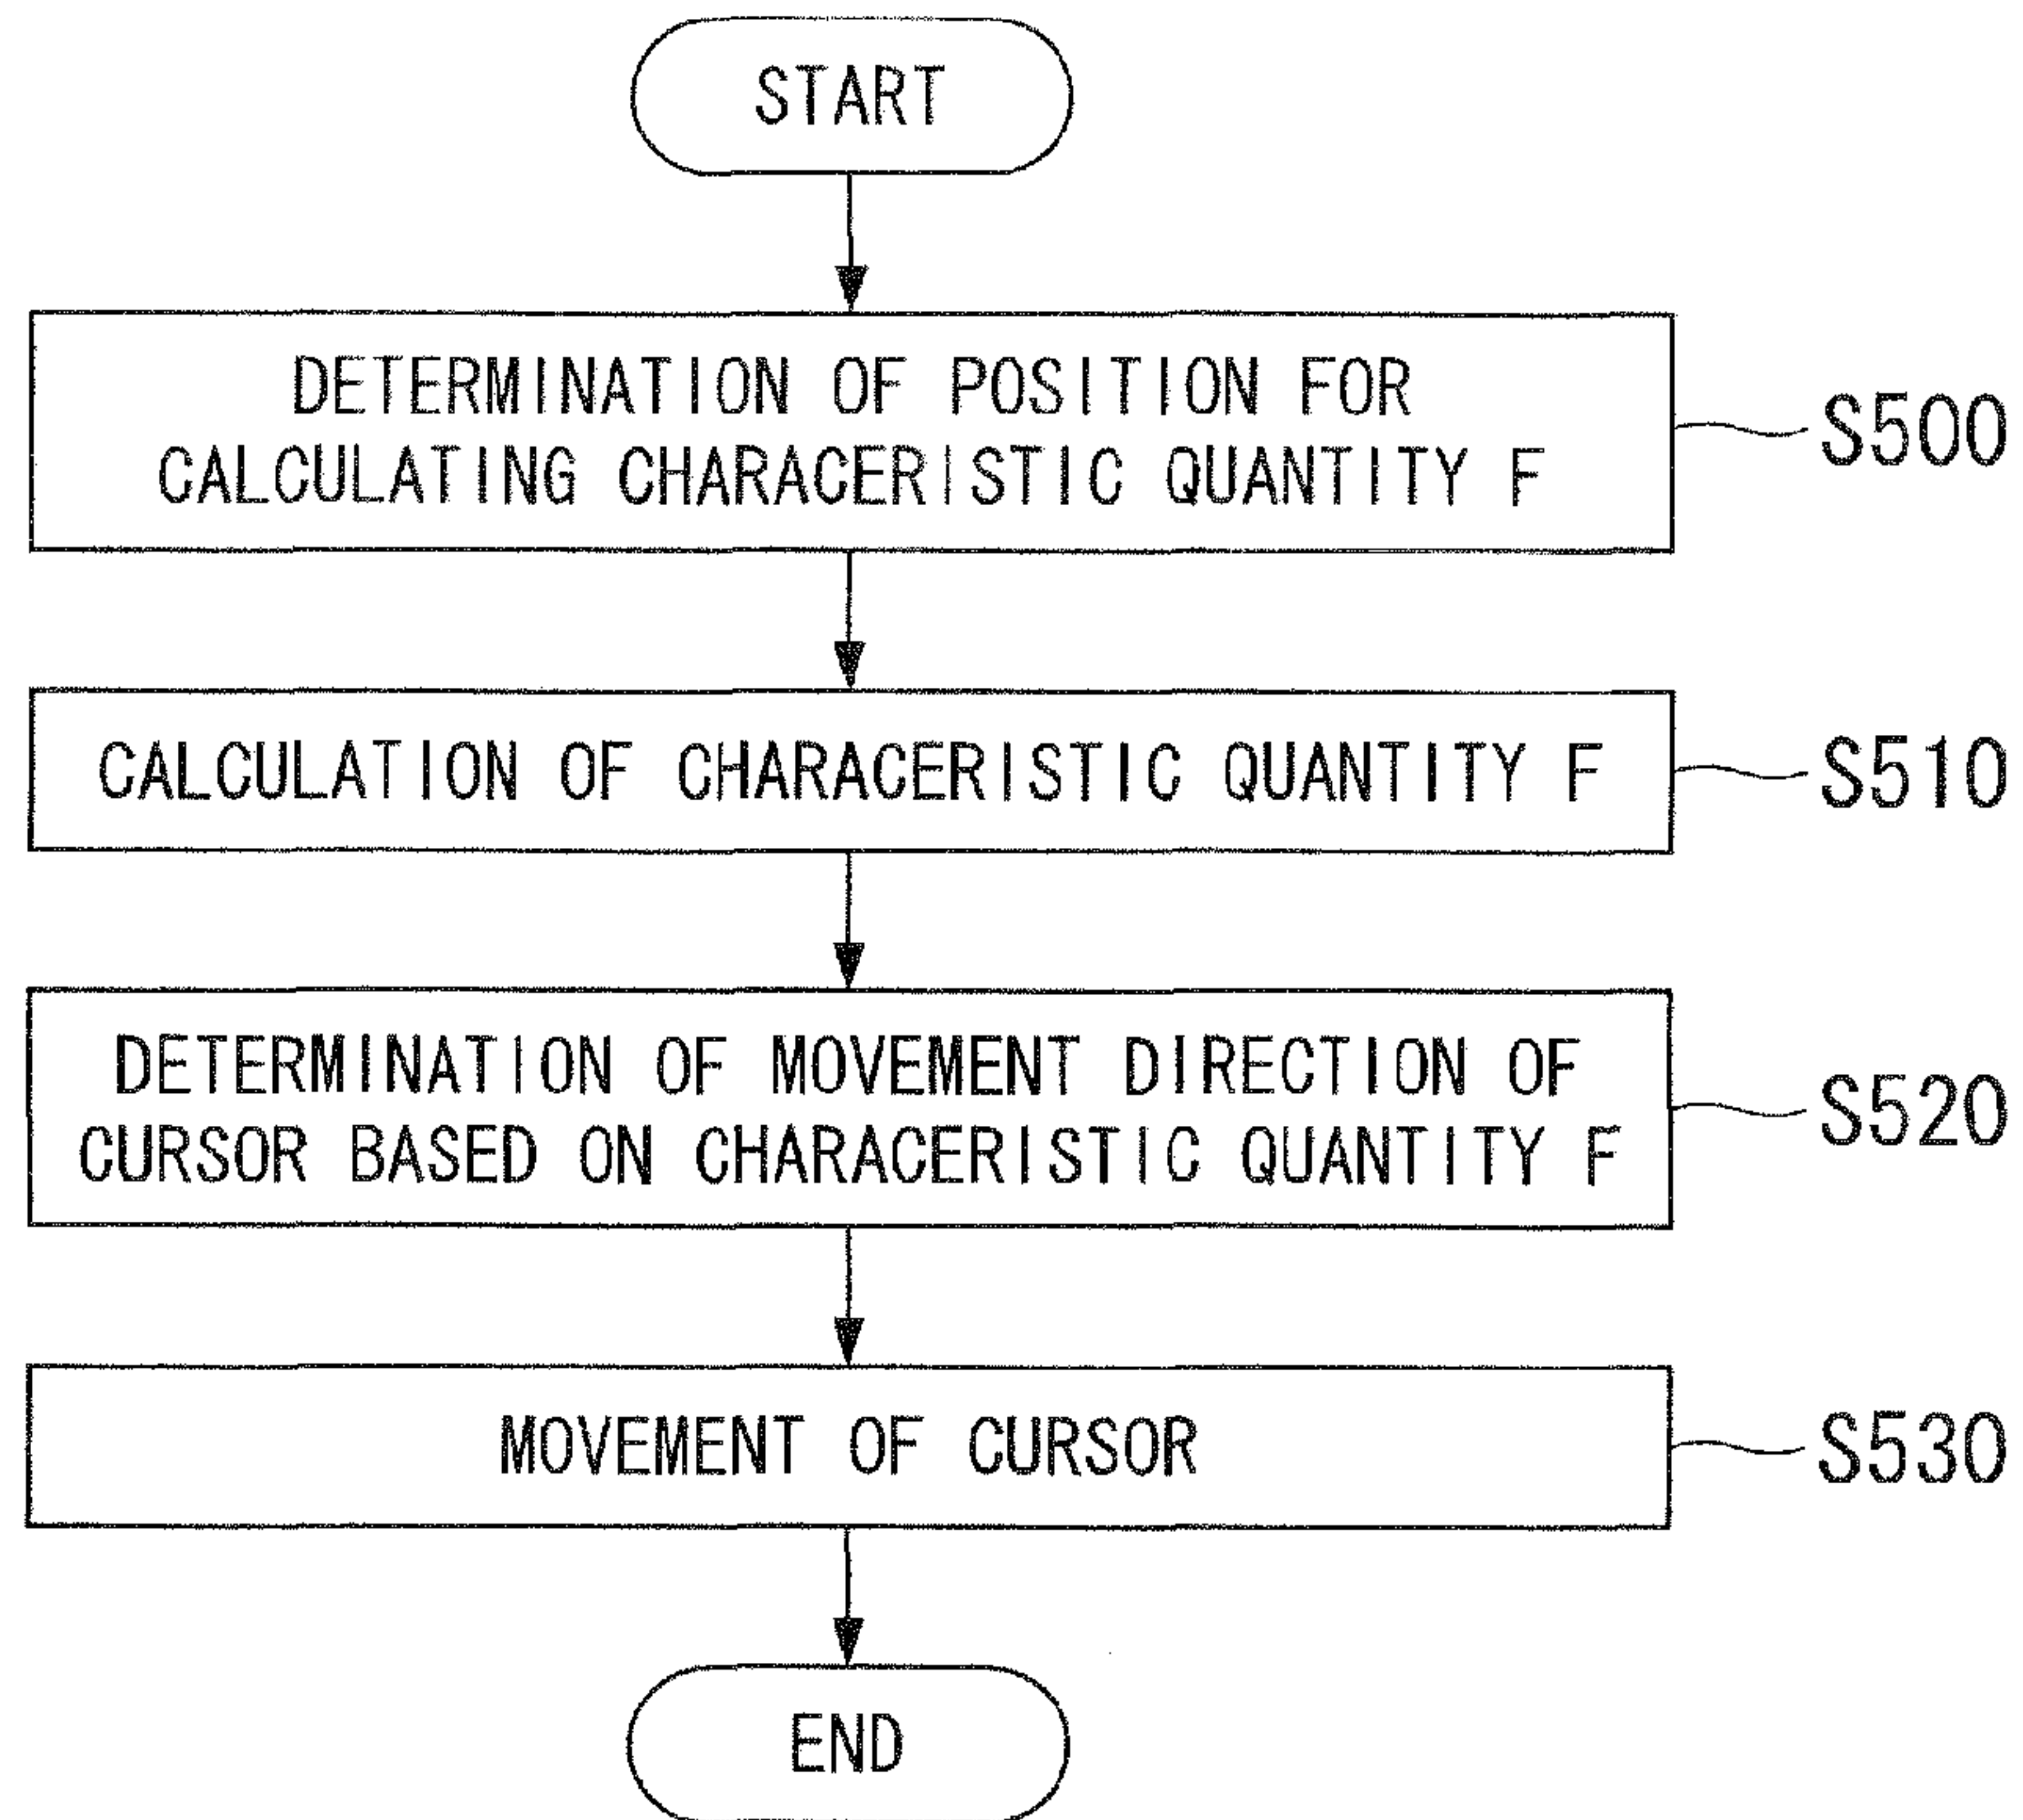 START
DETERMINATION OF POSITION FOR
CALCULATING CHARACERISTIC QUANTITY F
S500
CALCULATION OF CHARACERISTIC QUANTITY F
S510
DETERMINATION OF MOVEMENT DIRECTION OF
CURSOR BASED ON CHARACERISTIC QUANTITY F
S520
MOVEMENT OF CURSOR
S530
END